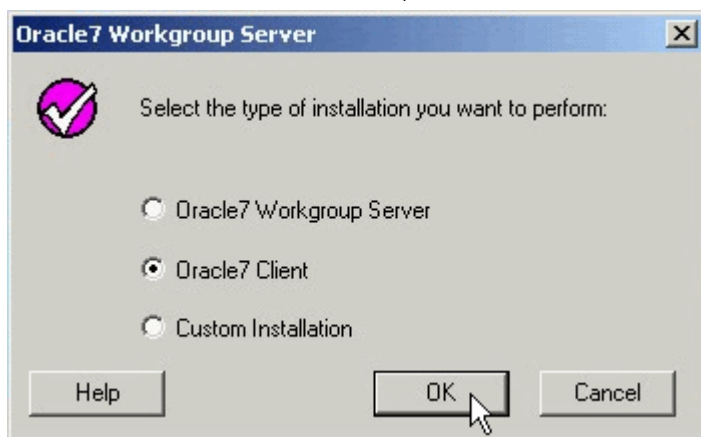 Oracle7 Workgroup Server
Select the type of installation you want to perform:
Oracle7 Workgroup Server
Oracle7 Client
Custom Installation
Help OK Cancel